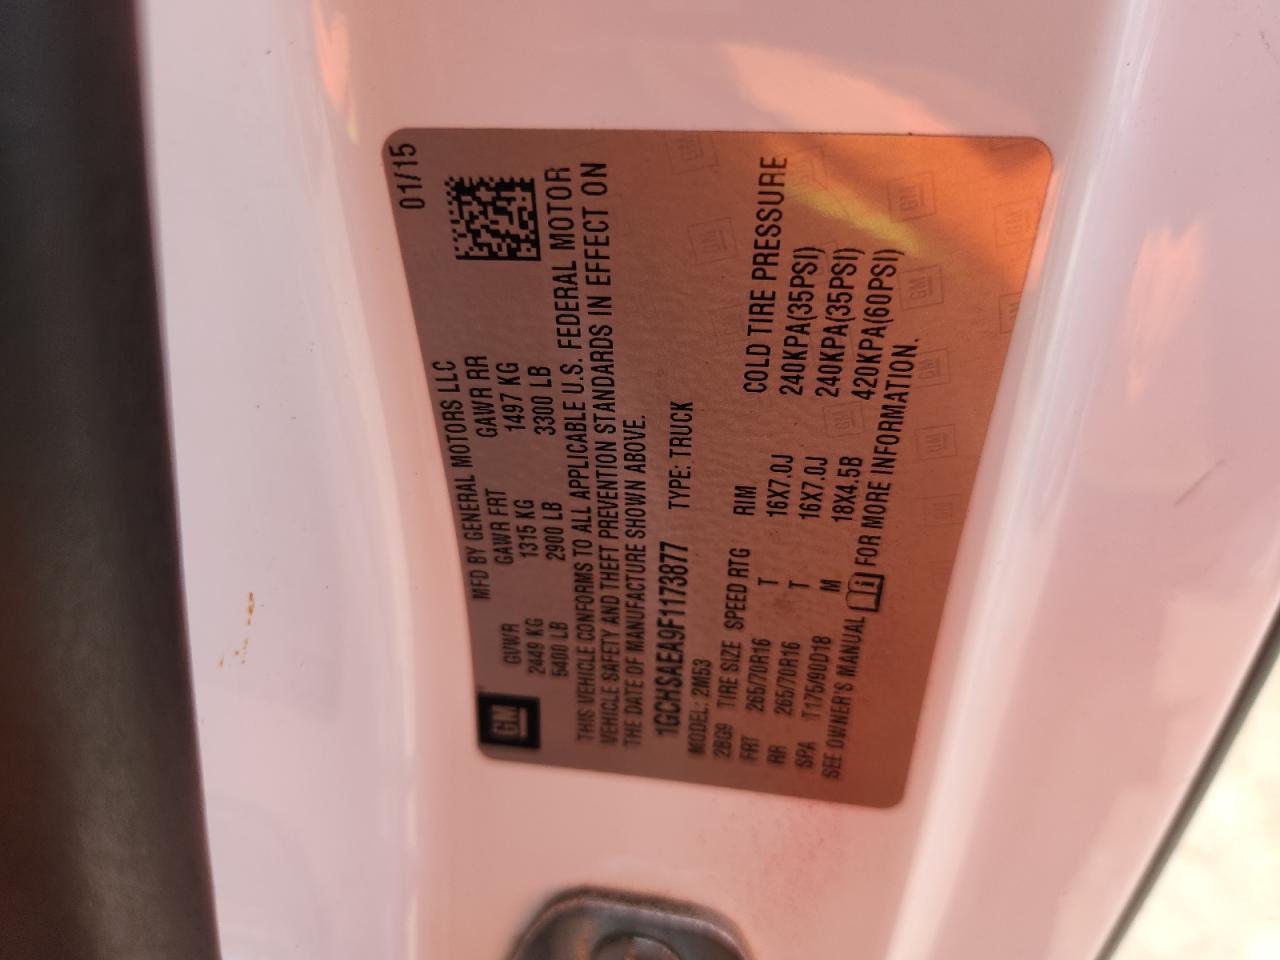 01/15
MFD BY GENERAL MOTORS LLC
GVWR GAWR FRT GAWR RR
2449 KG 1315 KG 1497 KG
5400 LB 2900 LB 3300 LB
GM
THIS VEHICLE CONFORMS TO ALL APPLICABLE U.S. FEDERAL MOTOR
VEHICLE SAFETY AND THEFT PREVENTION STANDARDS IN EFFECT ON
THE DATE OF MANUFACTURE SHOWN ABOVE.
1GCHSAEA9F1173877 TYPE: TRUCK
MODEL: 2M53
2BG9 TIRE SIZE SPEED RTG RIM COLD TIRE PRESSURE
FRT 265/70R16 T 16X7.0J 240KPA(35PSI)
RR 265/70R16 T 16X7.0J 240KPA(35PSI)
SPA T175/90D18 M 18X4.5B 420KPA(60PSI)
SEE OWNER'S MANUAL FOR MORE INFORMATION.